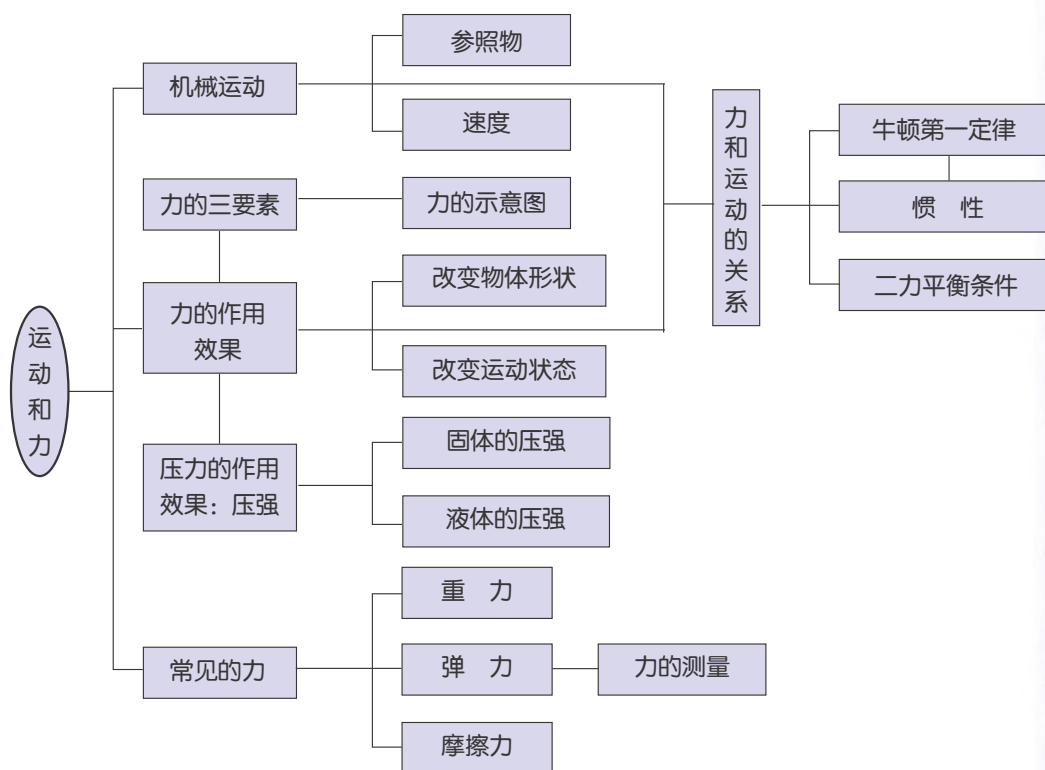 参照物
机械运动
速度
力的三要素
力的示意图
改变物体形状
力的作用
效果
改变运动状态
运
动
和
力
固体的压强
压力的作用
效果：压强
液体的压强
重 力
常见的力
弹 力
力的测量
摩擦力
力
和
运
动
的
关
系
牛顿第一定律
惯 性
二力平衡条件